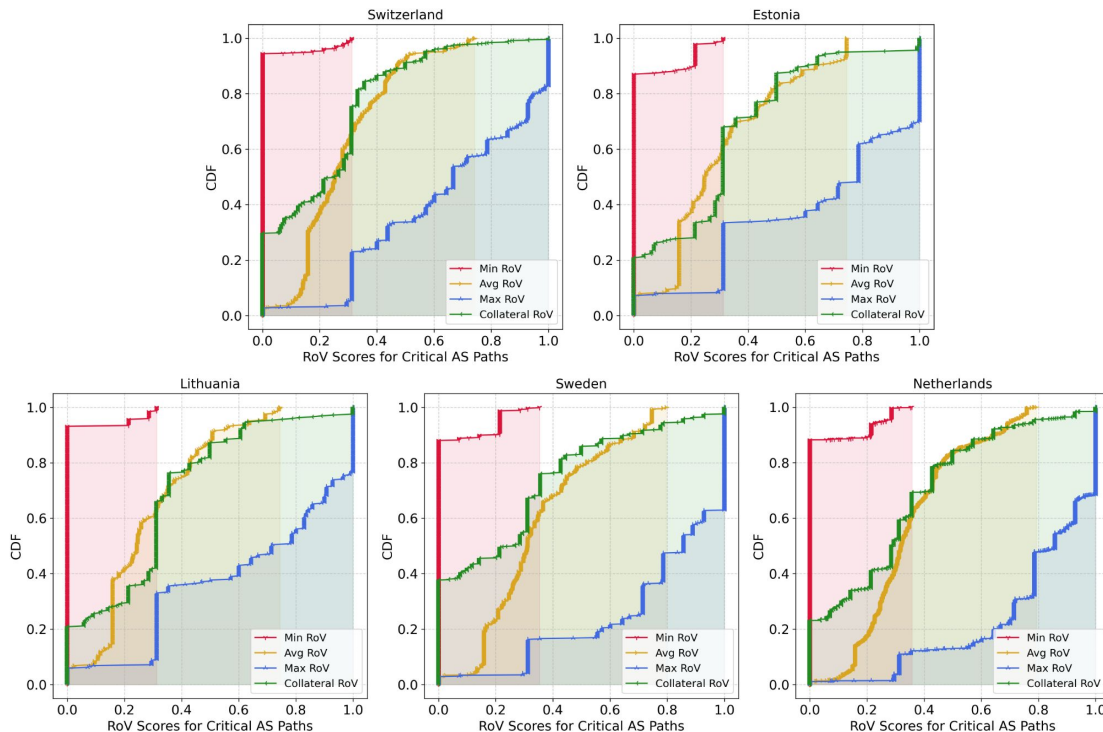 Switzerland
CDF
1.0
0.8
0.6
0.4
0.2
0.0
0.0 0.2 0.4 0.6 0.8 1.0
RoV Scores for Critical AS Paths
Min RoV
Avg RoV
Max RoV
Collateral RoV
Estonia
CDF
1.0
0.8
0.6
0.4
0.2
0.0
0.0 0.2 0.4 0.6 0.8 1.0
RoV Scores for Critical AS Paths
Min RoV
Avg RoV
Max RoV
Collateral RoV
Lithuania
CDF
1.0
0.8
0.6
0.4
0.2
0.0
0.0 0.2 0.4 0.6 0.8 1.0
RoV Scores for Critical AS Paths
Min RoV
Avg RoV
Max RoV
Collateral RoV
Sweden
CDF
1.0
0.8
0.6
0.4
0.2
0.0
0.0 0.2 0.4 0.6 0.8 1.0
RoV Scores for Critical AS Paths
Min RoV
Avg RoV
Max RoV
Collateral RoV
Netherlands
CDF
1.0
0.8
0.6
0.4
0.2
0.0
0.0 0.2 0.4 0.6 0.8 1.0
RoV Scores for Critical AS Paths
Min RoV
Avg RoV
Max RoV
Collateral RoV